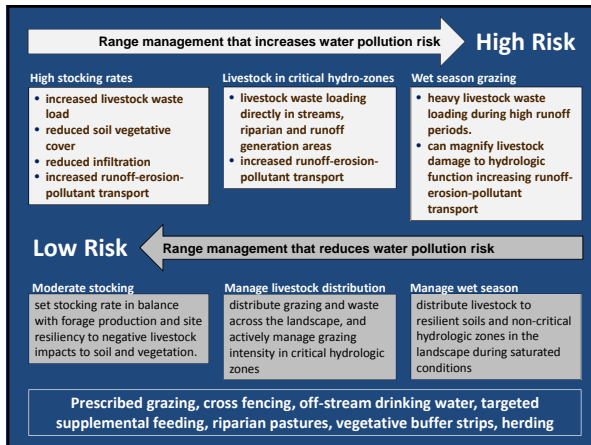 Range management that increases water pollution risk
High Risk
High stocking rates
• increased livestock waste
load
• reduced soil vegetative
cover
• reduced infiltration
• increased runoff-erosion-
pollutant transport
Livestock in critical hydro-zones
• livestock waste loading
directly in streams,
riparian and runoff
generation areas
• increased runoff-erosion-
pollutant transport
Wet season grazing
• heavy livestock waste
loading during high runoff
periods.
• can magnify livestock
damage to hydrologic
function increasing runoff-
erosion-pollutant
transport
Low Risk
Range management that reduces water pollution risk
Moderate stocking
set stocking rate in balance
with forage production and site
resiliency to negative livestock
impacts to soil and vegetation.
Manage livestock distribution
distribute grazing and waste
across the landscape, and
actively manage grazing
intensity in critical hydrologic
zones
Manage wet season
distribute livestock to
resilient soils and non-critical
hydrologic zones in the
landscape during saturated
conditions
Prescribed grazing, cross fencing, off-stream drinking water, targeted
supplemental feeding, riparian pastures, vegetative buffer strips, herding